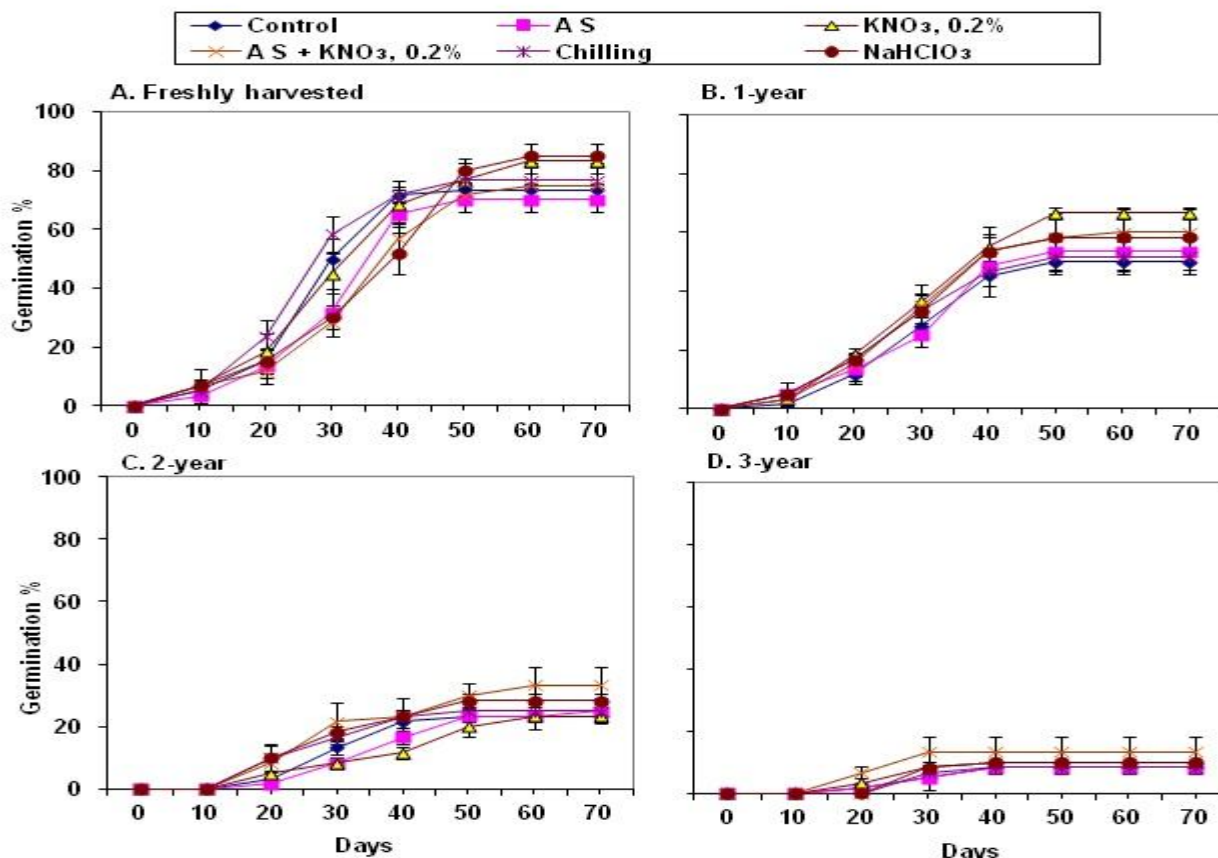 Control A S KNO₃, 0.2%
A S + KNO₃, 0.2% Chilling NaHClO₃
A. Freshly harvested
100
80
60
40
20
0
Germination %
0 10 20 30 40 50 60 70
B. 1-year
0 10 20 30 40 50 60 70
C. 2-year
100
80
60
40
20
0
Germination %
0 10 20 30 40 50 60 70
Days
D. 3-year
0 10 20 30 40 50 60 70
Days